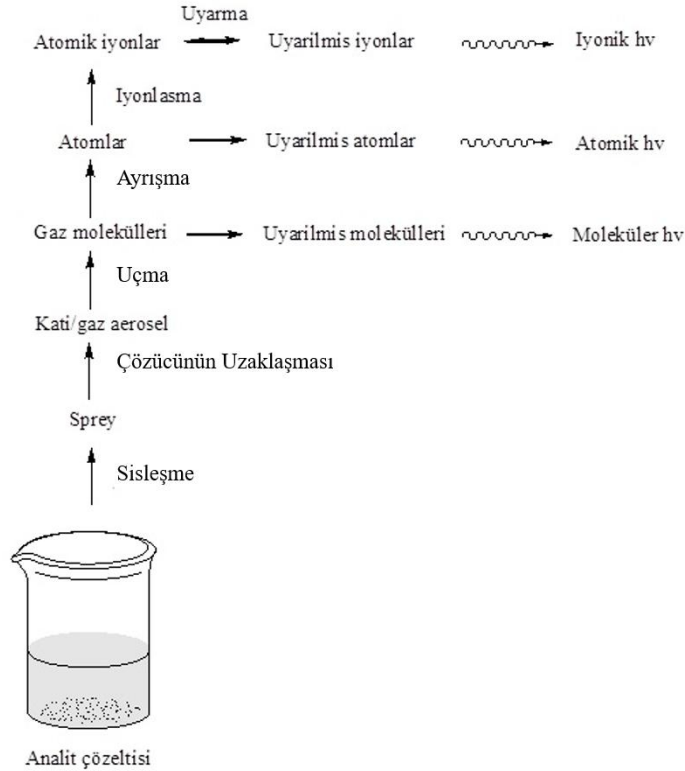 Uyarma
Atomik iyonlar Uyarilmis iyonlar Iyonik hv
Iyonlasma
Atomlar Uyarilmis atomlar Atomik hv
Ayrışma
Gaz molekülleri Uyarilmis molekülleri Moleküler hv
Uçma
Kati/gaz aerosel
Çözücünün Uzaklaşması
Sprey
Sisleşme
Analit çözeltisi